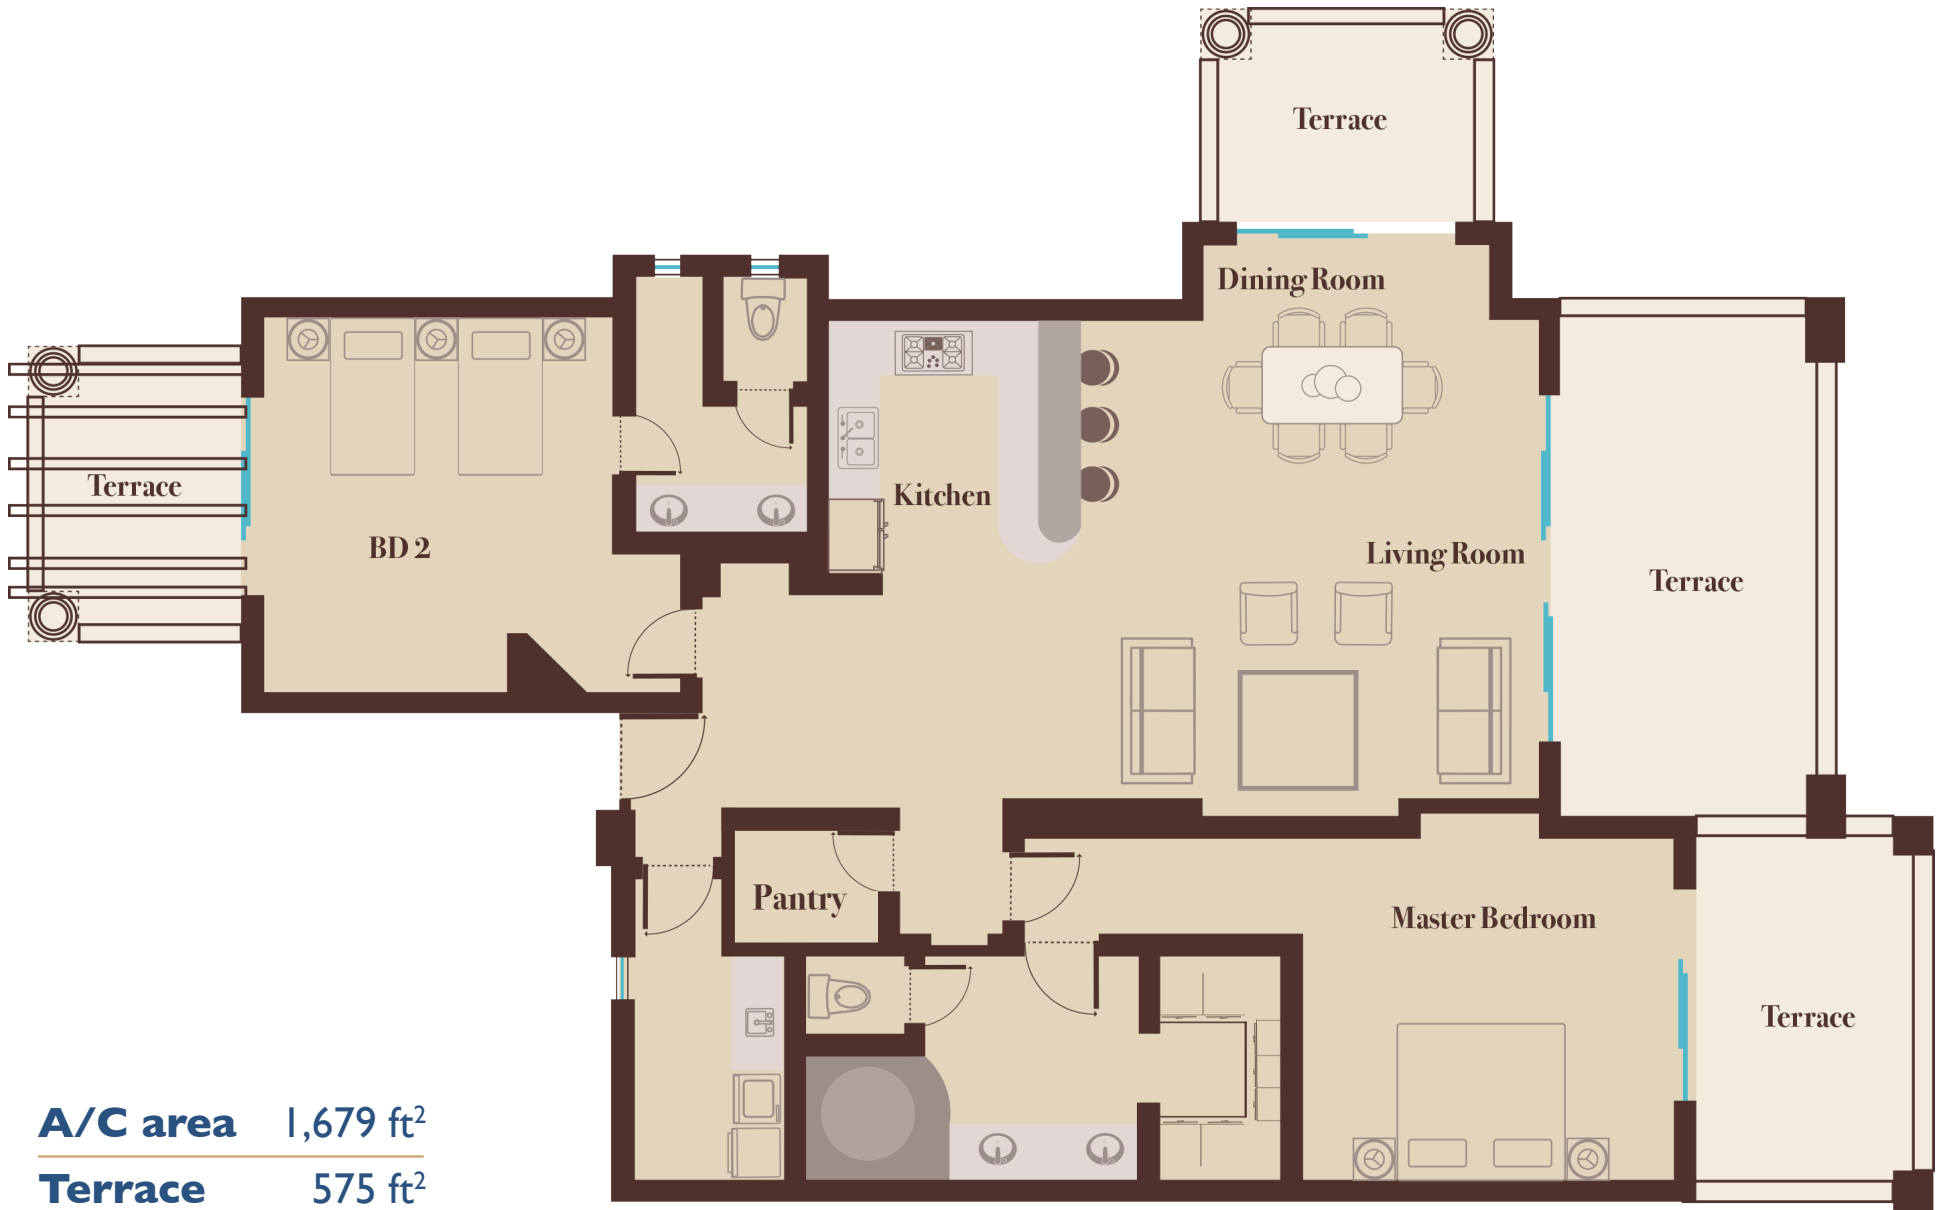 Terrace
Dining Room
Terrace
Kitchen
BD 2
Living Room
Terrace
Pantry
Master Bedroom
Terrace
A/C area 1,679 ft²
Terrace 575 ft²